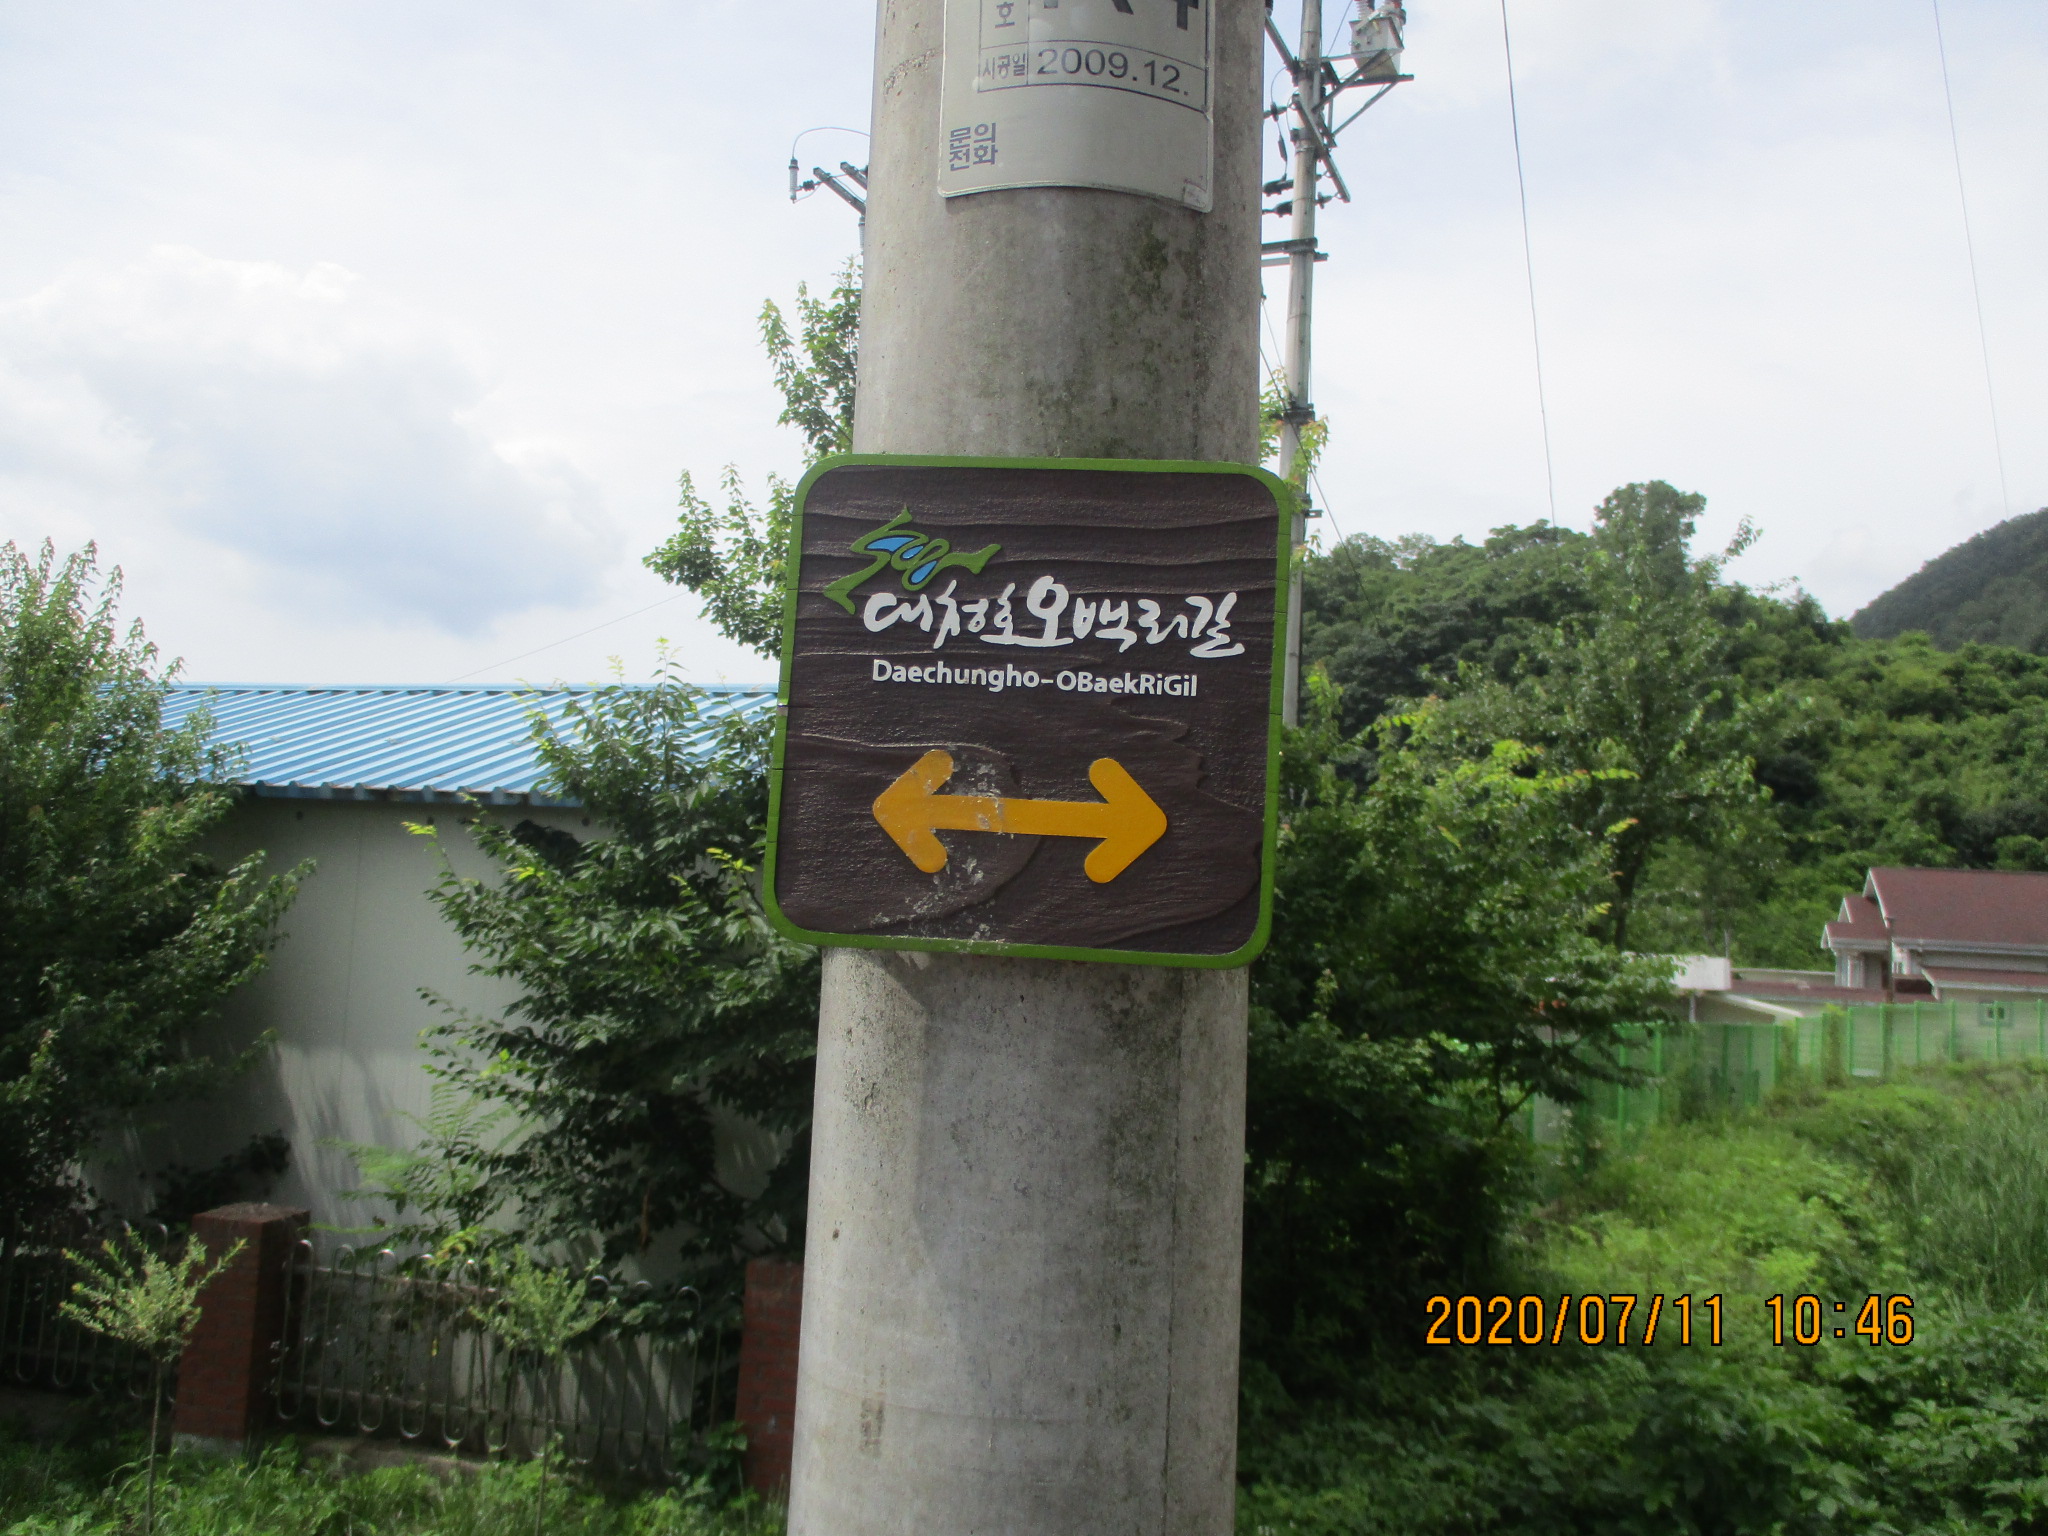 호
시공일 2009.12.
문의
전화
대청호오백리길
Daechungho-OBaekRiGil
2020/07/11 10:46